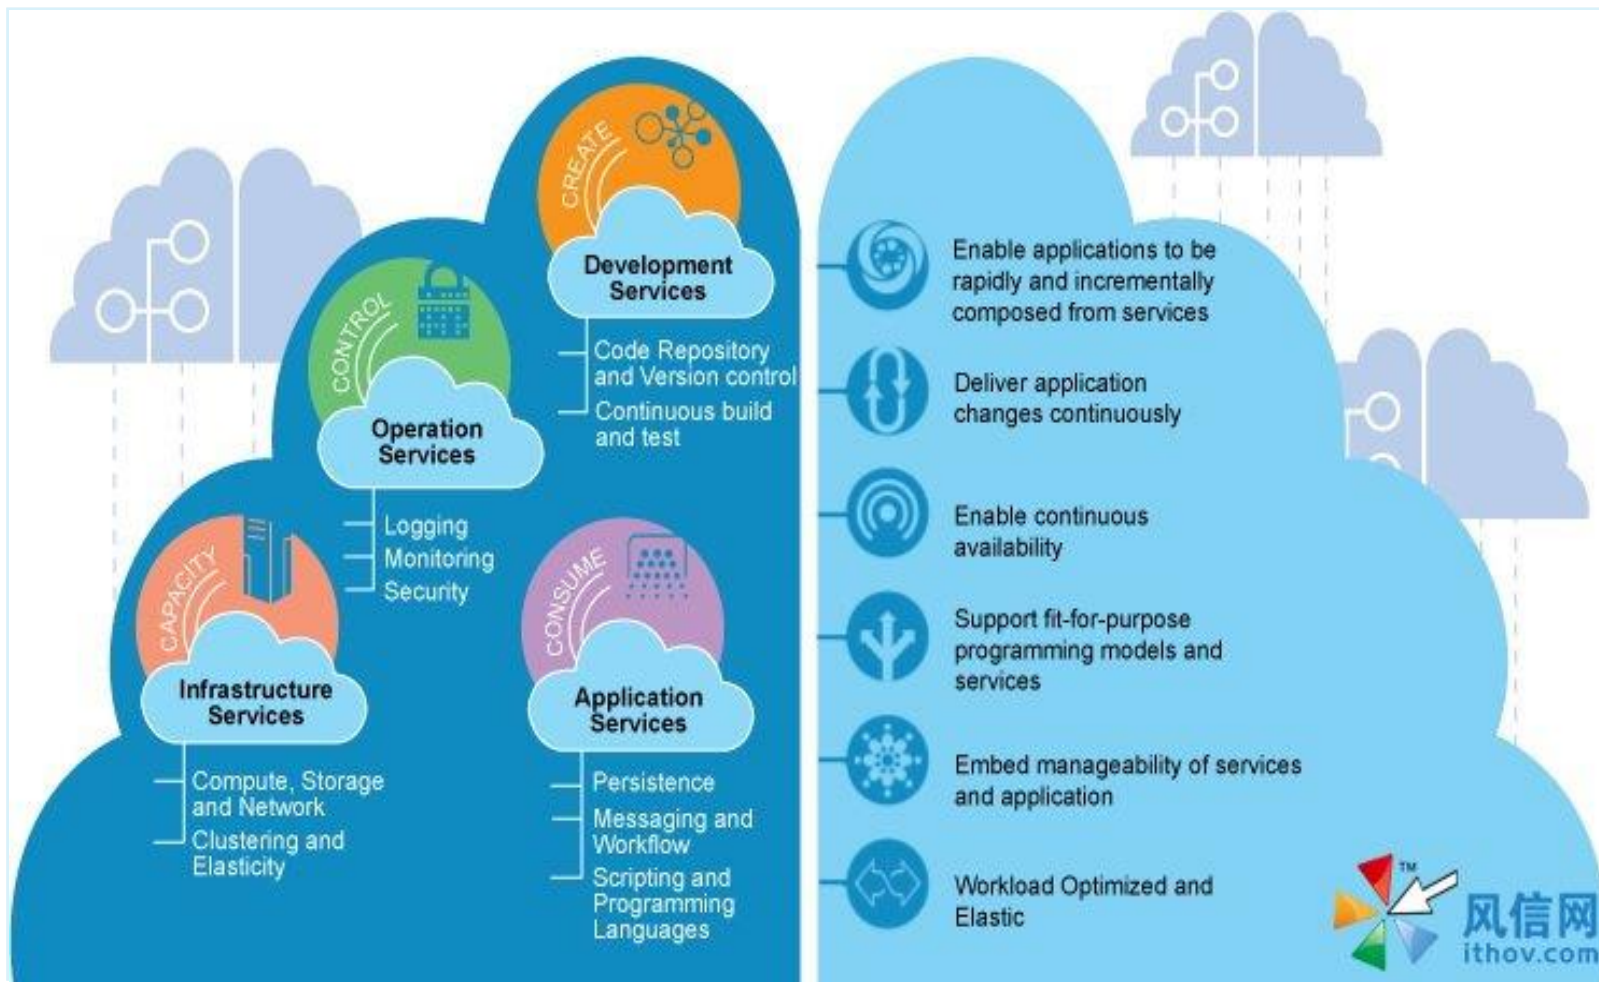 CREATE
Development
Services
Code Repository
and Version control
Continuous build
and test
CONTROL
Operation
Services
Logging
Monitoring
Security
CAPACITY
Infrastructure
Services
Compute, Storage
and Network
Clustering and
Elasticity
CONSUME
Application
Services
Persistence
Messaging and
Workflow
Scripting and
Programming
Languages
Enable applications to be
rapidly and incrementally
composed from services
Deliver application
changes continuously
Enable continuous
availability
Support fit-for-purpose
programming models and
services
Embed manageability of services
and application
Workload Optimized and
Elastic
TM
风信网
ithov.com